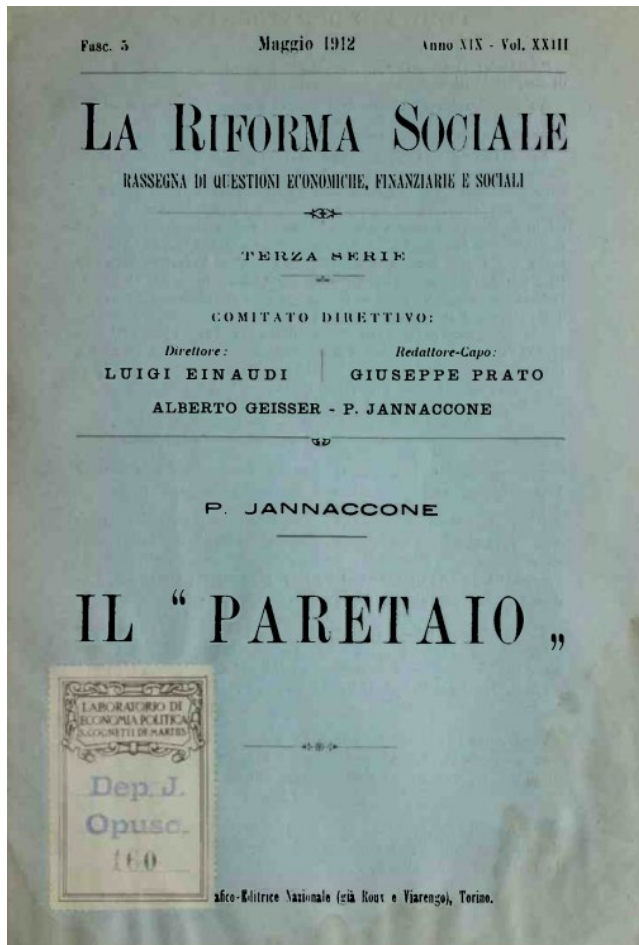 Fasc. 5 Maggio 1912 Anno XIX - Vol. XXIII
LA RIFORMA SOCIALE
RASSEGNA DI QUESTIONI ECONOMICHE, FINANZIARIE E SOCIALI
TERZA SERIE
COMITATO DIRETTIVO:
Direttore: Redattore-Capo:
LUIGI EINAUDI GIUSEPPE PRATO
ALBERTO GEISSER - P. JANNACCONE
P. JANNACCONE
IL “ PARETAIO „
LABORATORIO DI
ECONOMIA POLITICA
S. COGNETTI DE MARTIIS
Dep. J.
Opusc.
160
afico-Editrice Nazionale (già Roux e Viarengo), Torino.